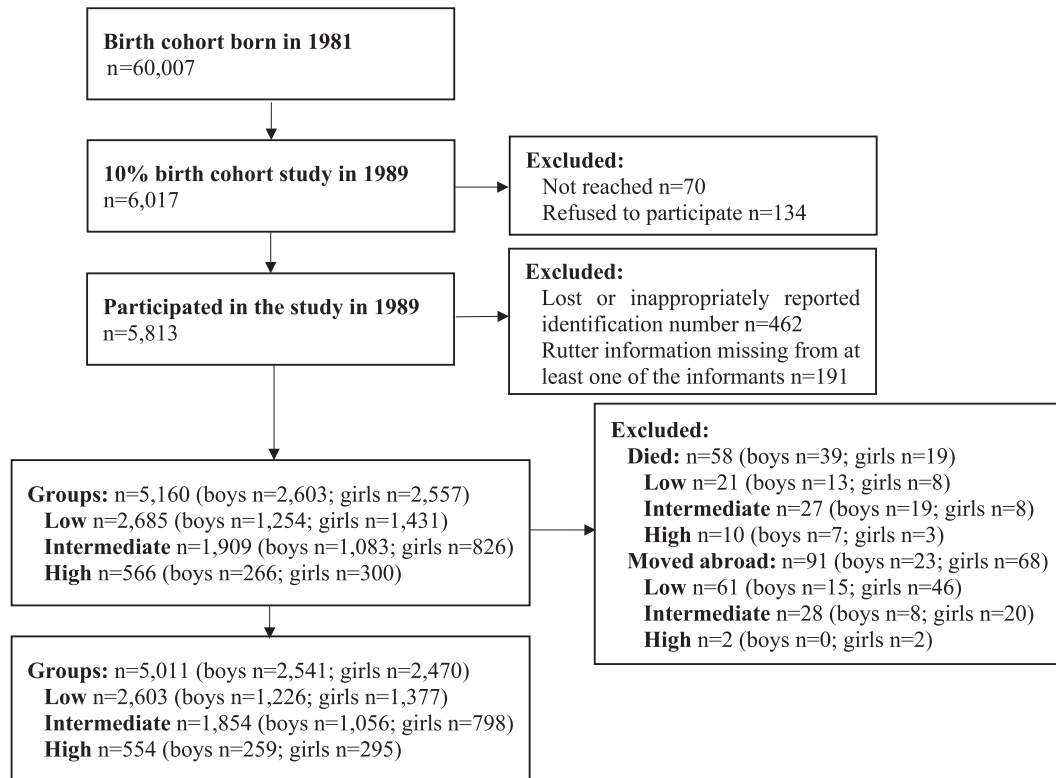 Birth cohort born in 1981
n=60,007
10% birth cohort study in 1989
n=6,017
Excluded:
Not reached n=70
Refused to participate n=134
Participated in the study in 1989
n=5,813
Excluded:
Lost or inappropriately reported
identification number n=462
Rutter information missing from at
least one of the informants n=191
Groups: n=5,160 (boys n=2,603; girls n=2,557)
Low n=2,685 (boys n=1,254; girls n=1,431)
Intermediate n=1,909 (boys n=1,083; girls n=826)
High n=566 (boys n=266; girls n=300)
Excluded:
Died: n=58 (boys n=39; girls n=19)
Low n=21 (boys n=13; girls n=8)
Intermediate n=27 (boys n=19; girls n=8)
High n=10 (boys n=7; girls n=3)
Moved abroad: n=91 (boys n=23; girls n=68)
Low n=61 (boys n=15; girls n=46)
Intermediate n=28 (boys n=8; girls n=20)
High n=2 (boys n=0; girls n=2)
Groups: n=5,011 (boys n=2,541; girls n=2,470)
Low n=2,603 (boys n=1,226; girls n=1,377)
Intermediate n=1,854 (boys n=1,056; girls n=798)
High n=554 (boys n=259; girls n=295)